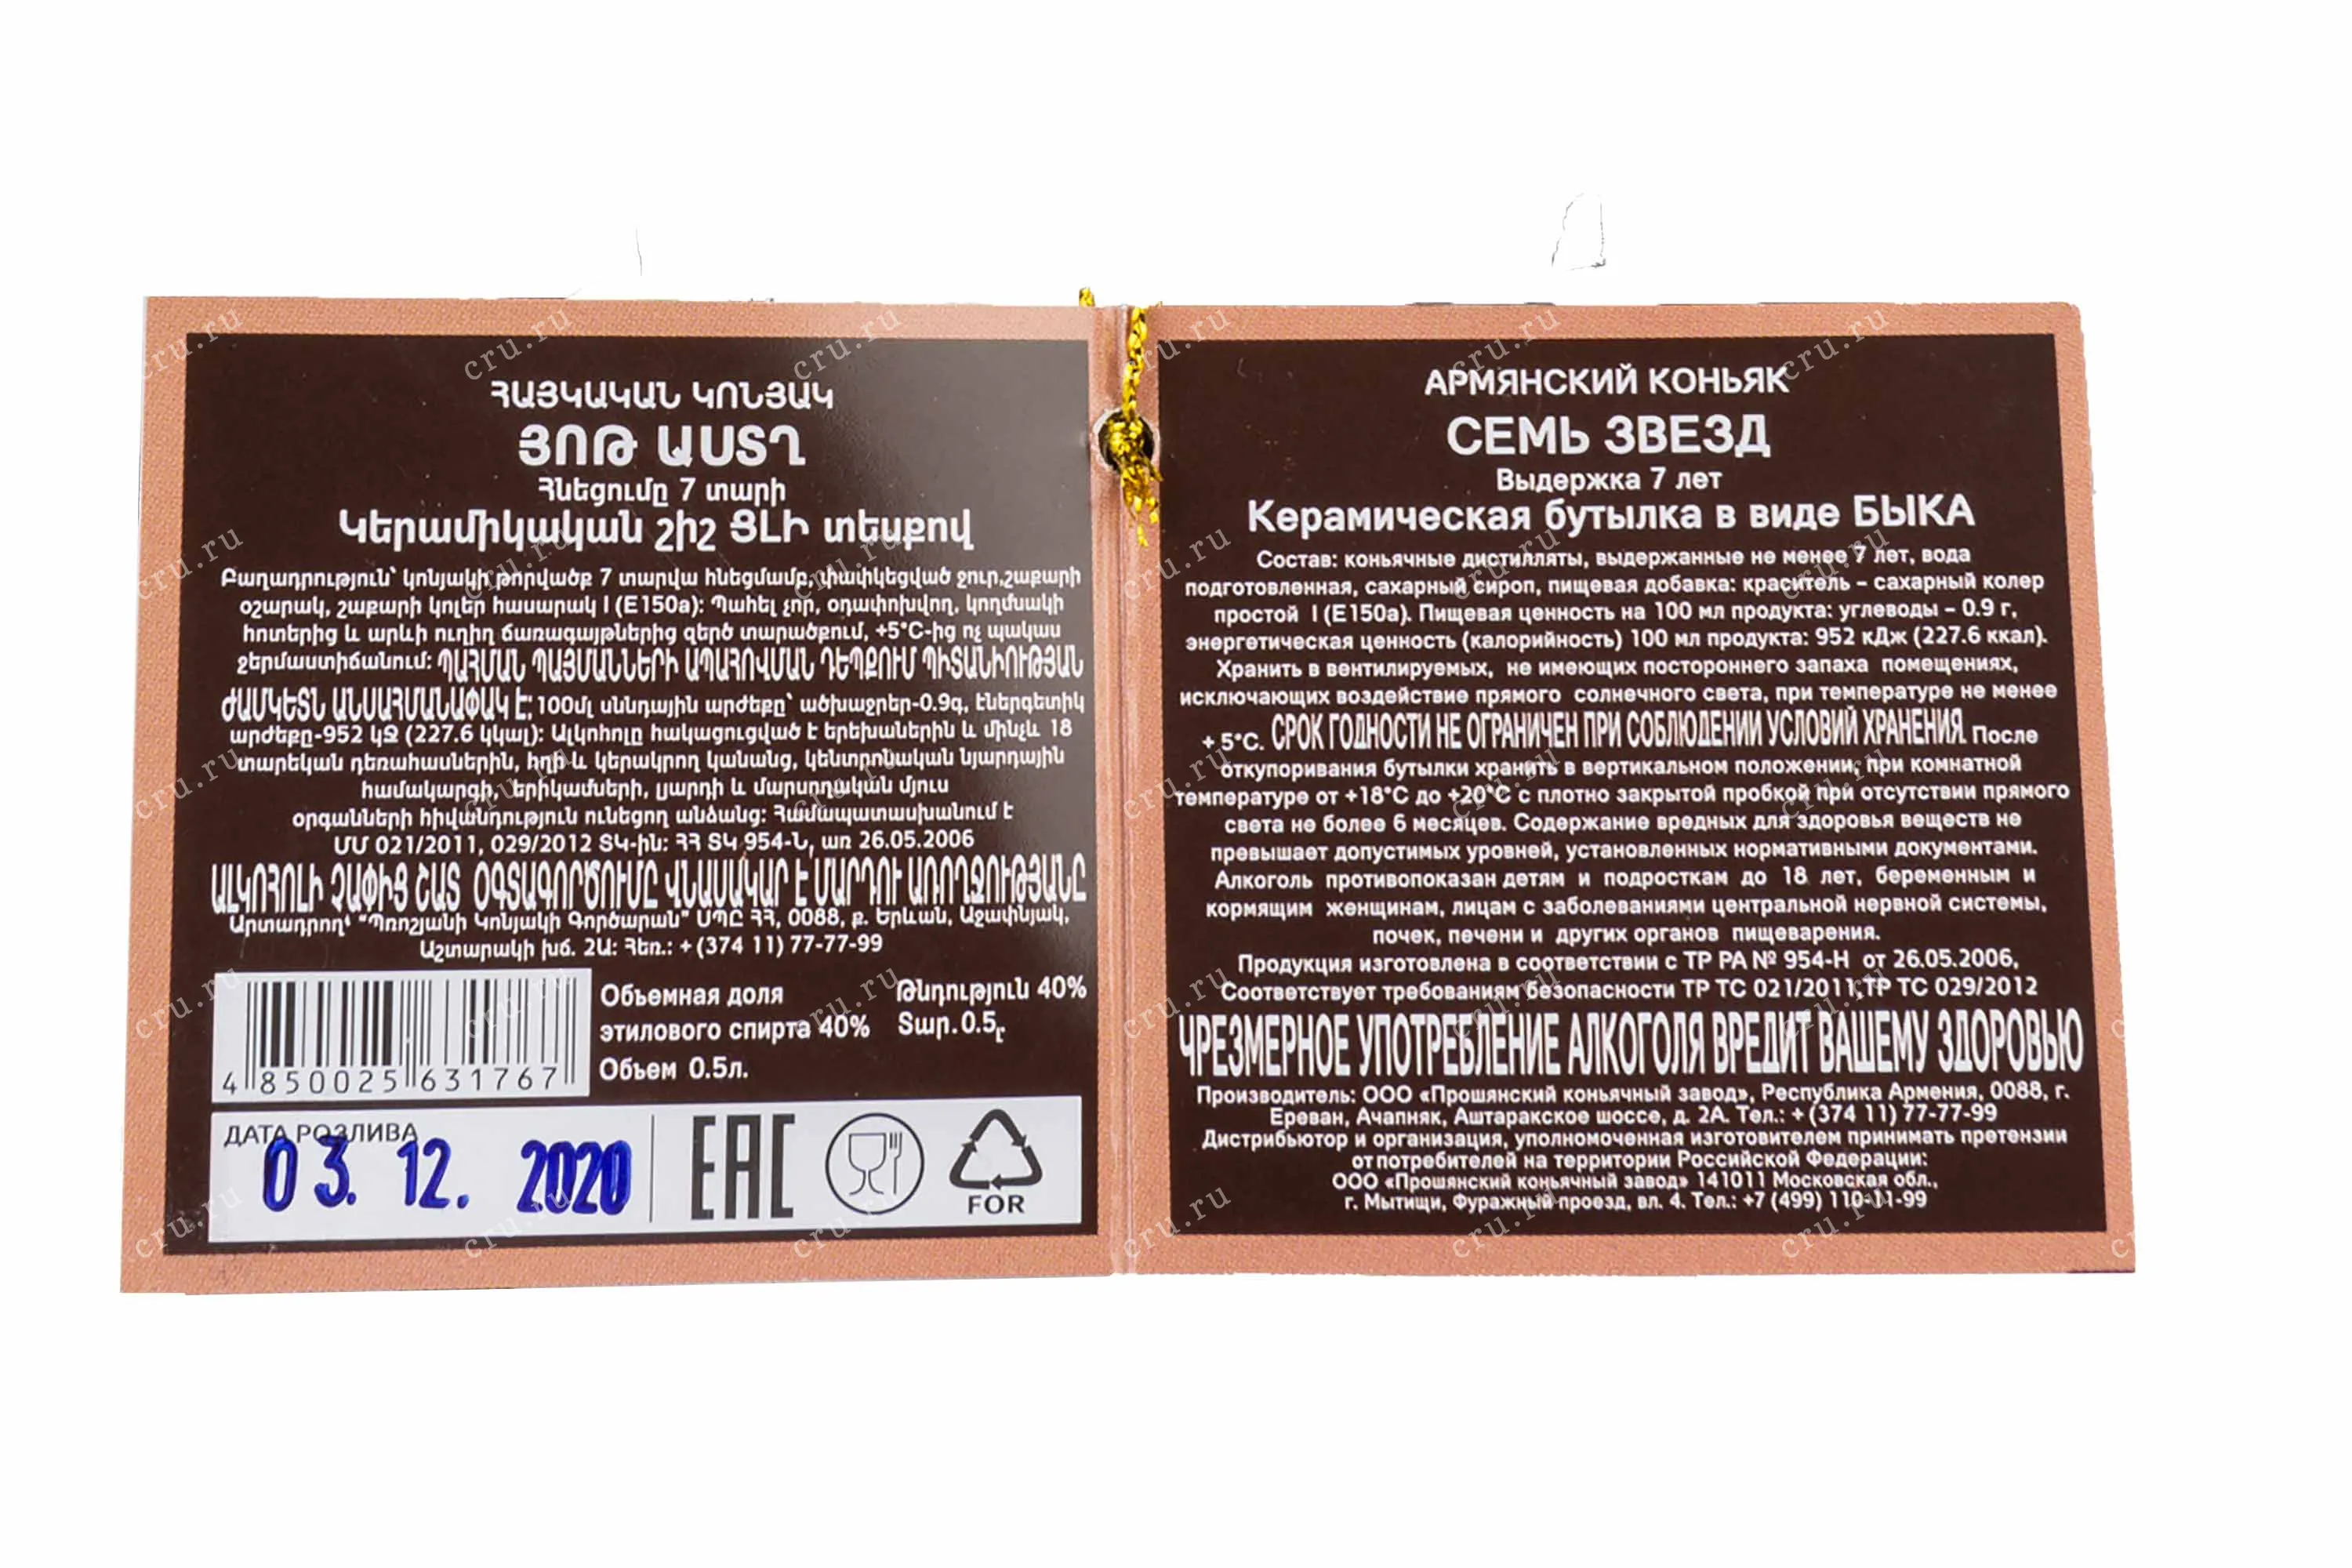 ՀԱՅԿԱԿԱՆ ԿՈՆՅԱԿ
ՅՈԹ ԱՍՏՂ
Հնեցումը 7 տարի
Կերամիկական շիշ ՑԼԻ տեսքով
Բաղադրություն՝ կոնյակի թորվածք 7 տարվա հնեցմամբ, փափկեցված ջուր,շաքարի
օշարակ, շաքարի կոլեր հասարակ I (E150a): Պահել չոր, օդափոխվող, կողմնակի
հոտերից և արևի ուղիղ ճառագայթներից զերծ տարածքում, +5°C-ից ոչ պակաս
ջերմաստիճանում: ՊԱՀՄԱՆ ՊԱՅՄԱՆՆԵՐԻ ԱՊԱՀՈՎՄԱՆ ԴԵՊՔՈՒՄ ՊԻՏԱՆԻՈՒԹՅԱՆ
ԺԱՄԿԵՏՆ ԱՆՍԱՀՄԱՆԱՓԱԿ Է: 100մլ սննդային արժեքը՝ ածխաջրեր-0.9գ, էներգետիկ
արժեքը-952 կՋ (227.6 կկալ): Ալկոհոլը հակացուցված է երեխաներին և մինչև 18
տարեկան դեռահասներին, հղի և կերակրող կանանց, կենտրոնական նյարդային
համակարգի, երիկամների, լյարդի և մարսողական մյուս
օրգանների հիվանդություն ունեցող անձանց: Համապատասխանում է
ՄՄ 021/2011, 029/2012 ՏԿ-ին: ՀՀ ՏԿ 954-Ն, առ 26.05.2006
ԱԼԿՈՀՈԼԻ ՉԱՓԻՑ ՇԱՏ ՕԳՏԱԳՈՐԾՈՒՄԸ ՎՆԱՍԱԿԱՐ Է ՄԱՐԴՈՒ ԱՌՈՂՋՈՒԹՅԱՆԸ
Արտադրող՝ "Պռոշյանի Կոնյակի Գործարան" ՍՊԸ ՀՀ, 0088, ք. Երևան, Աջափնյակ,
Աշտարակի խճ. 2Ա: Հեռ.: + (374 11) 77-77-99
Объемная доля
этилового спирта 40%
Объем 0.5л.
Թնդություն 40%
Տար. 0.5լ
4 850025 631767
ДАТА РОЗЛИВА
03. 12. 2020
EAC
FOR
АРМЯНСКИЙ КОНЬЯК
СЕМЬ ЗВЕЗД
Выдержка 7 лет
Керамическая бутылка в виде БЫКА
Состав: коньячные дистилляты, выдержанные не менее 7 лет, вода
подготовленная, сахарный сироп, пищевая добавка: краситель – сахарный колер
простой I (E150a). Пищевая ценность на 100 мл продукта: углеводы – 0.9 г,
энергетическая ценность (калорийность) 100 мл продукта: 952 кДж (227.6 ккал).
Хранить в вентилируемых, не имеющих постороннего запаха помещениях,
исключающих воздействие прямого солнечного света, при температуре не менее
+ 5°C. СРОК ГОДНОСТИ НЕ ОГРАНИЧЕН ПРИ СОБЛЮДЕНИИ УСЛОВИЙ ХРАНЕНИЯ. После
откупоривания бутылки хранить в вертикальном положении, при комнатной
температуре от +18°C до +20°C с плотно закрытой пробкой при отсутствии прямого
света не более 6 месяцев. Содержание вредных для здоровья веществ не
превышает допустимых уровней, установленных нормативными документами.
Алкоголь противопоказан детям и подросткам до 18 лет, беременным и
кормящим женщинам, лицам с заболеваниями центральной нервной системы,
почек, печени и других органов пищеварения.
Продукция изготовлена в соответствии с ТР РА № 954-Н от 26.05.2006,
Соответствует требованиям безопасности ТР ТС 021/2011,ТР ТС 029/2012
ЧРЕЗМЕРНОЕ УПОТРЕБЛЕНИЕ АЛКОГОЛЯ ВРЕДИТ ВАШЕМУ ЗДОРОВЬЮ
Производитель: ООО «Прошянский коньячный завод», Республика Армения, 0088, г.
Ереван, Ачапняк, Аштаракское шоссе, д. 2А. Тел.: + (374 11) 77-77-99
Дистрибьютор и организация, уполномоченная изготовителем принимать претензии
от потребителей на территории Российской Федерации:
ООО «Прошянский коньячный завод» 141011 Московская обл.,
г. Мытищи, Фуражный проезд, вл. 4. Тел.: +7 (499) 110-11-99
cru.ru